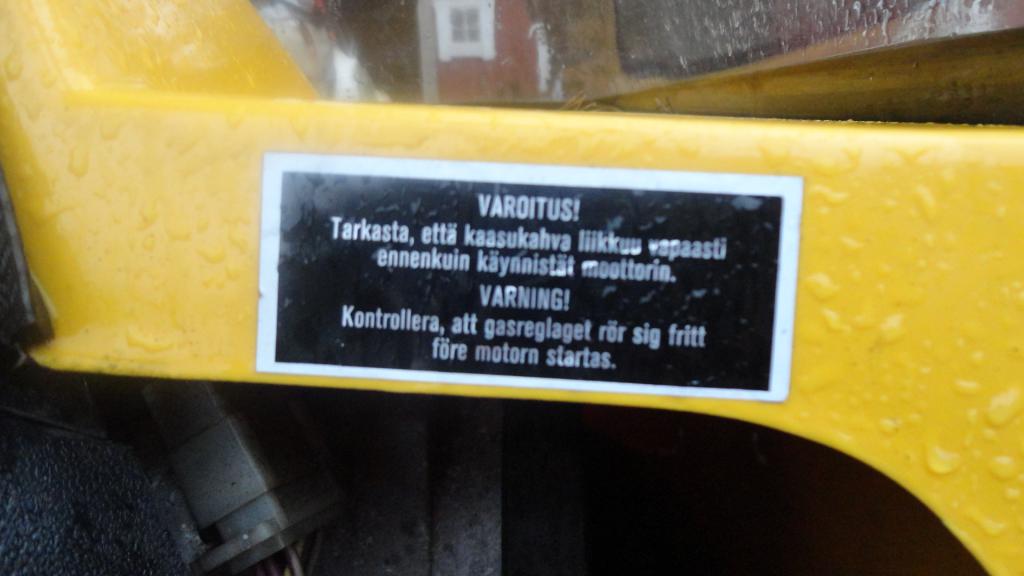 VAROITUS!
Tarkasta, että kaasukahva liikkuu vapaasti
ennenkuin käynnistät moottorin.
VARNING!
Kontrollera, att gasreglaget rör sig fritt
före motorn startas.